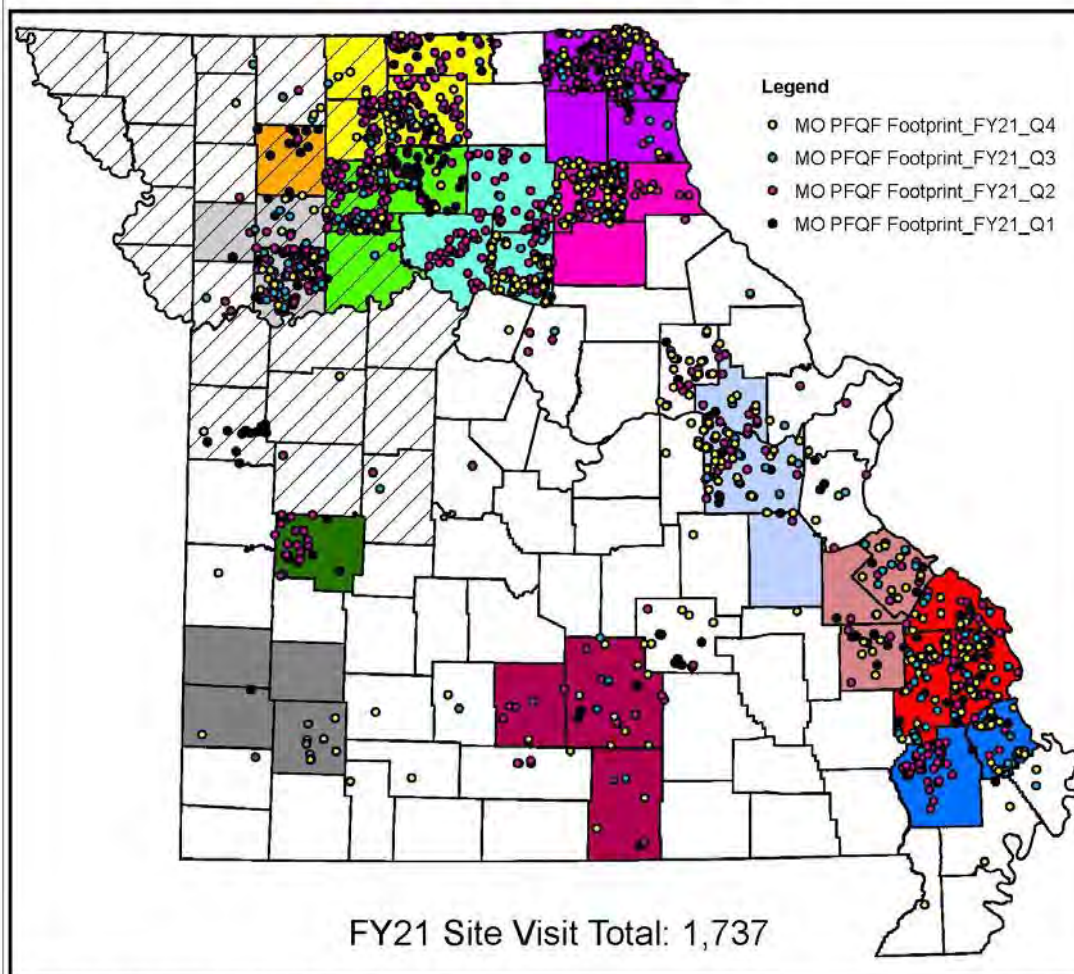 Legend
MO PFQF Footprint_FY21_Q4
MO PFQF Footprint_FY21_Q3
MO PFQF Footprint_FY21_Q2
MO PFQF Footprint_FY21_Q1
FY21 Site Visit Total: 1,737